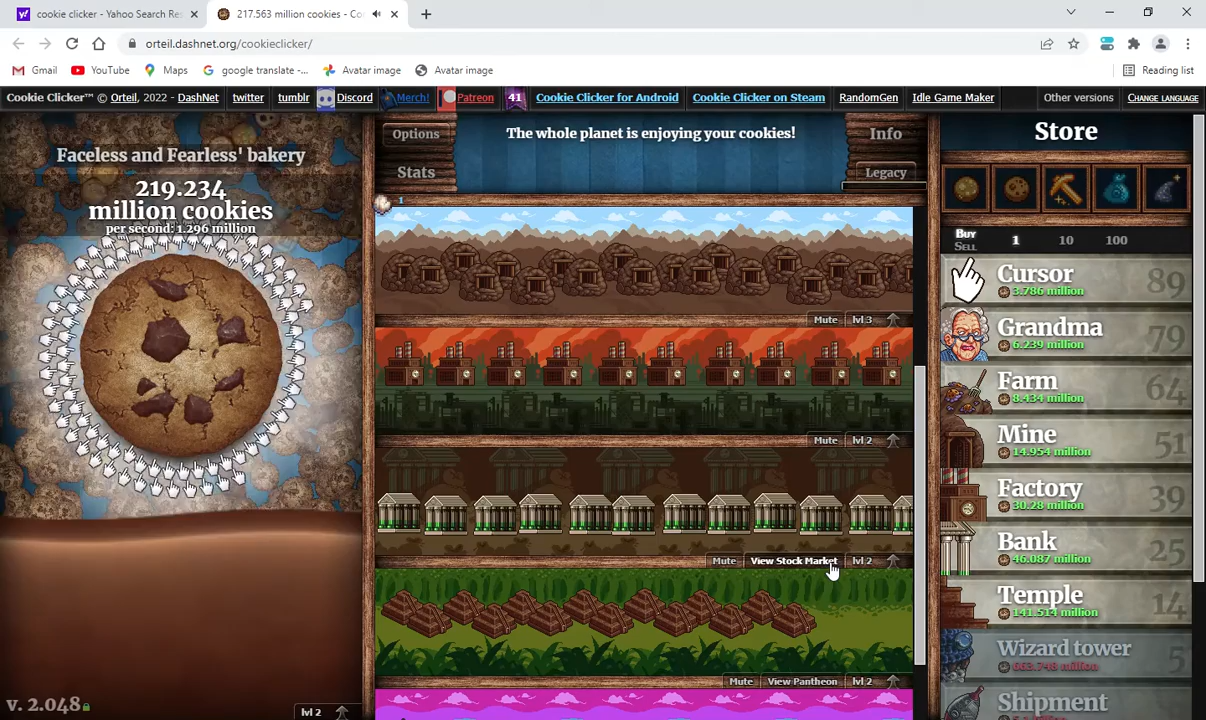 cookie clicker - Yahoo Search Res
217.563 million cookies - Co
orteil.dashnet.org/cookieclicker/
Gmail
YouTube
Maps
google translate -...
Avatar image
Avatar image
Reading list
Cookie Clicker™ © Orteil, 2022 - DashNet
twitter
tumblr
Discord
Merch!
Patreon
41
Cookie Clicker for Android
Cookie Clicker on Steam
RandomGen
Idle Game Maker
Other versions
CHANGE LANGUAGE
Faceless and Fearless' bakery
219.234
million cookies
per second: 1.296 million
v. 2.048
lvl 2
Options
Stats
The whole planet is enjoying your cookies!
Info
Legacy
1
Mute
lvl 3
Mute
lvl 2
Mute
View Stock Market
lvl 2
Mute
View Pantheon
lvl 2
Store
BUY
SELL
1
10
100
Cursor
3.786 million
89
Grandma
6.239 million
79
Farm
8.434 million
64
Mine
14.954 million
51
Factory
30.28 million
39
Bank
46.087 million
25
Temple
141.514 million
14
Wizard tower
663.748 million
5
Shipment